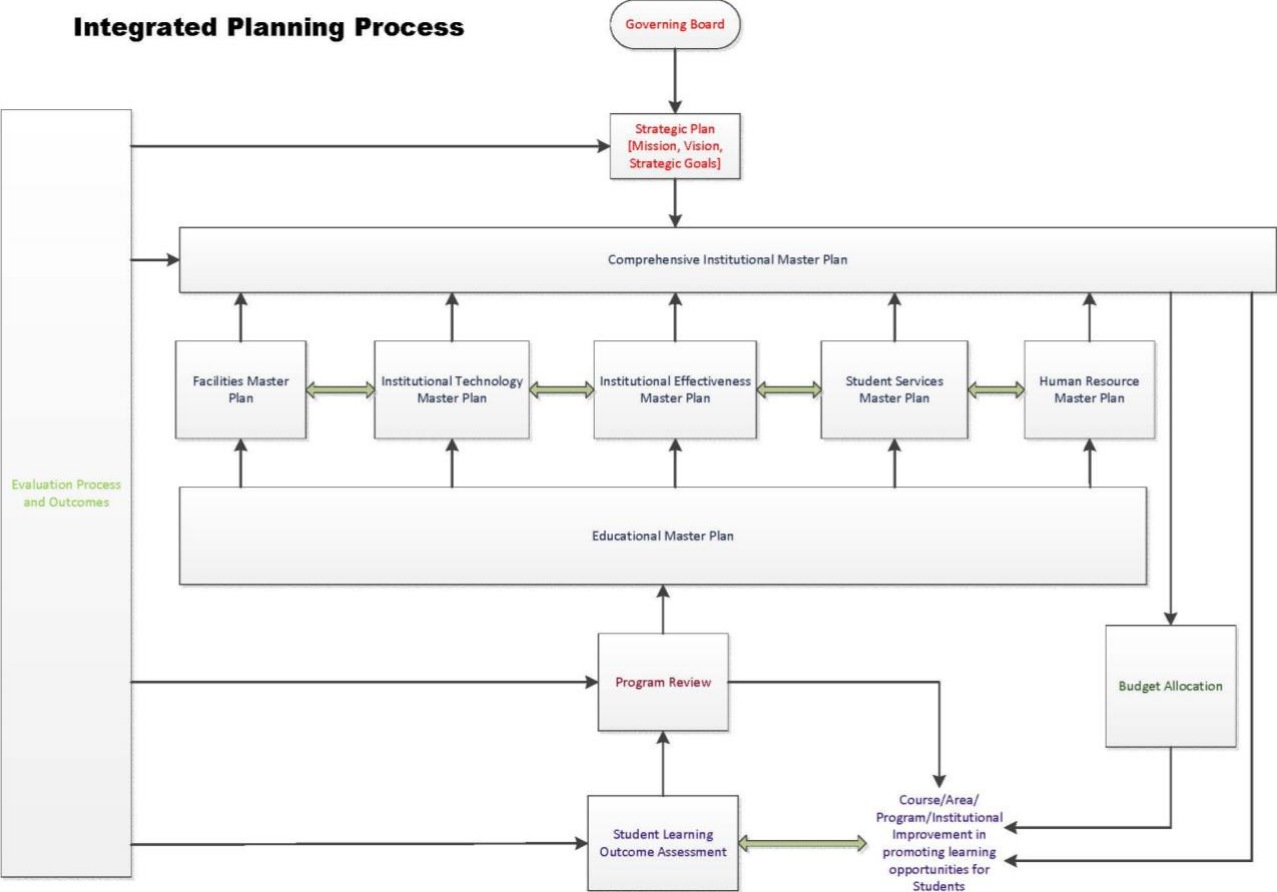 Integrated Planning Process
Governing Board
Strategic Plan
[Mission, Vision,
Strategic Goals]
Comprehensive Institutional Master Plan
Facilities Master
Plan
Institutional Technology
Master Plan
Institutional Effectiveness
Master Plan
Student Services
Master Plan
Human Resource
Master Plan
Evaluation Process
and Outcomes
Educational Master Plan
Program Review
Budget Allocation
Student Learning
Outcome Assessment
Course/Area/
Program/Institutional
Improvement in
promoting learning
opportunities for
Students